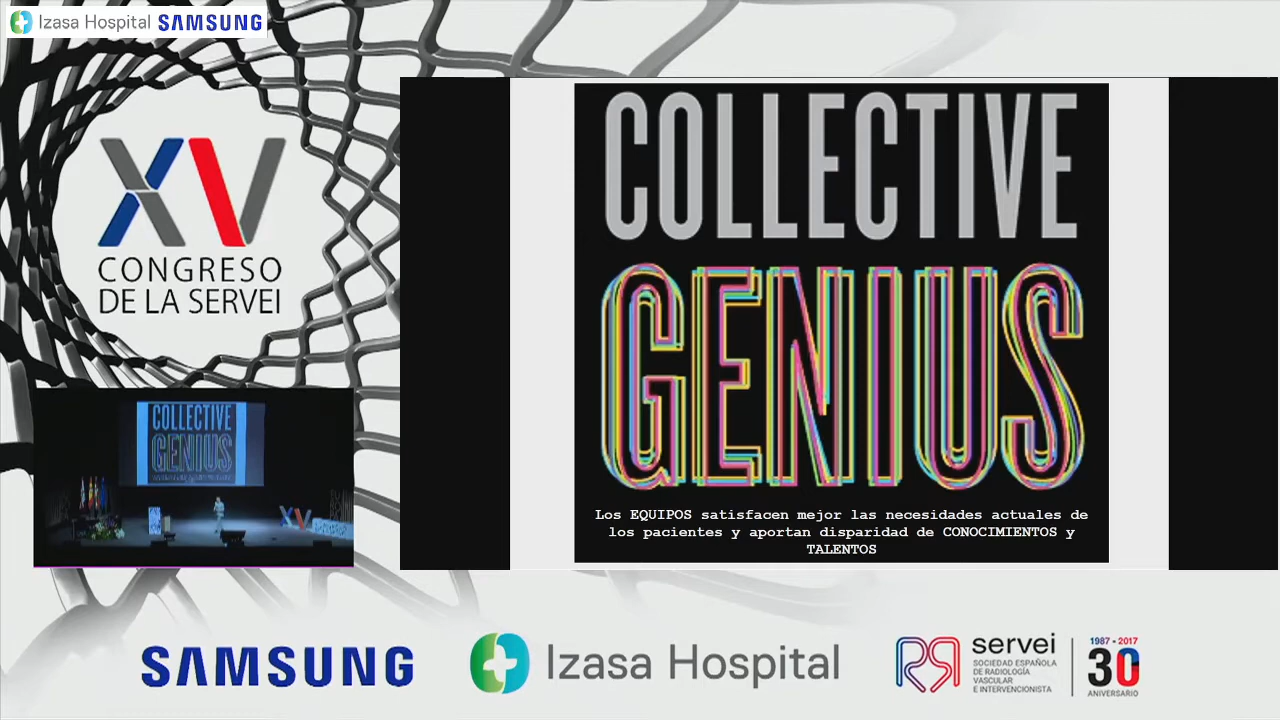 Izasa Hospital SAMSUNG
XV
CONGRESO
DE LA SERVEI
COLLECTIVE
GENIUS
Los EQUIPOS satisfacen mejor las necesidades actuales de
los pacientes y aportan disparidad de CONOCIMIENTOS y
TALENTOS
COLLECTIVE
GENIUS
XV
SAMSUNG
Izasa Hospital
servei
SOCIEDAD ESPAÑOLA
DE RADIOLOGÍA
VASCULAR
E INTERVENCIONISTA
1987 • 2017
30
ANIVERSARIO